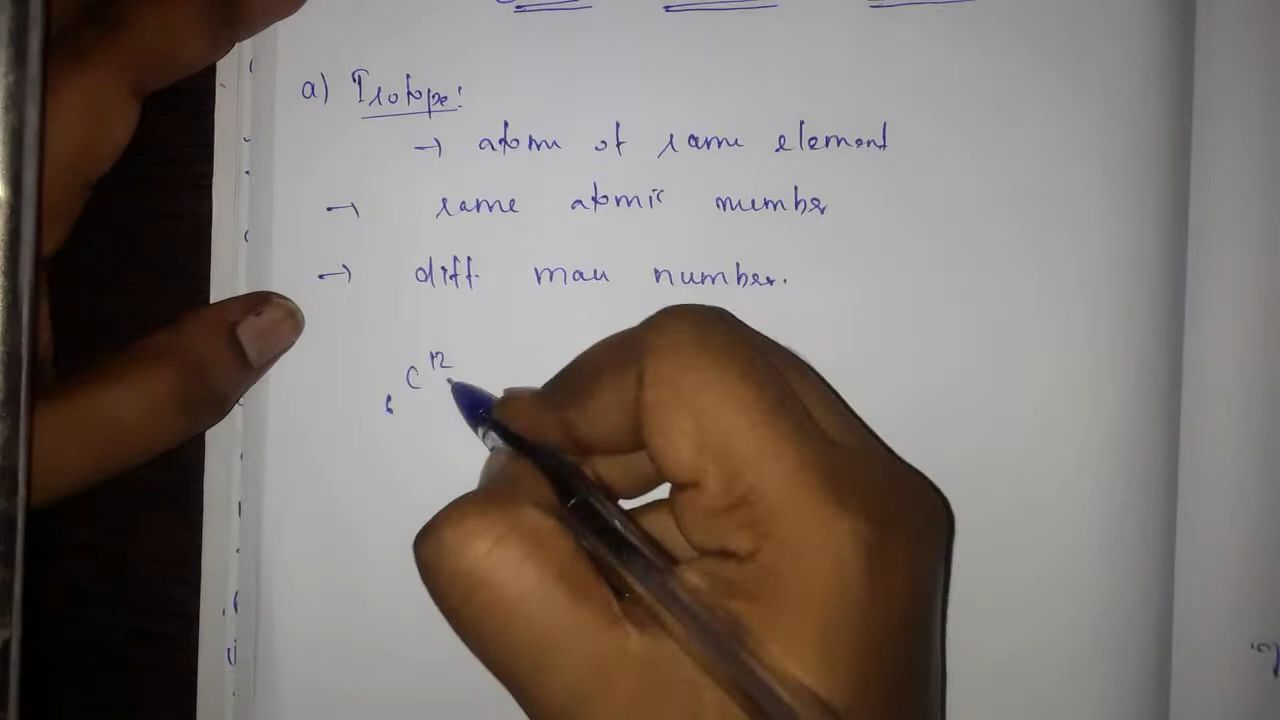 a) Isotope:
→ atom of same element
→ same atomic number
→ diff. mass number.
₆C¹²